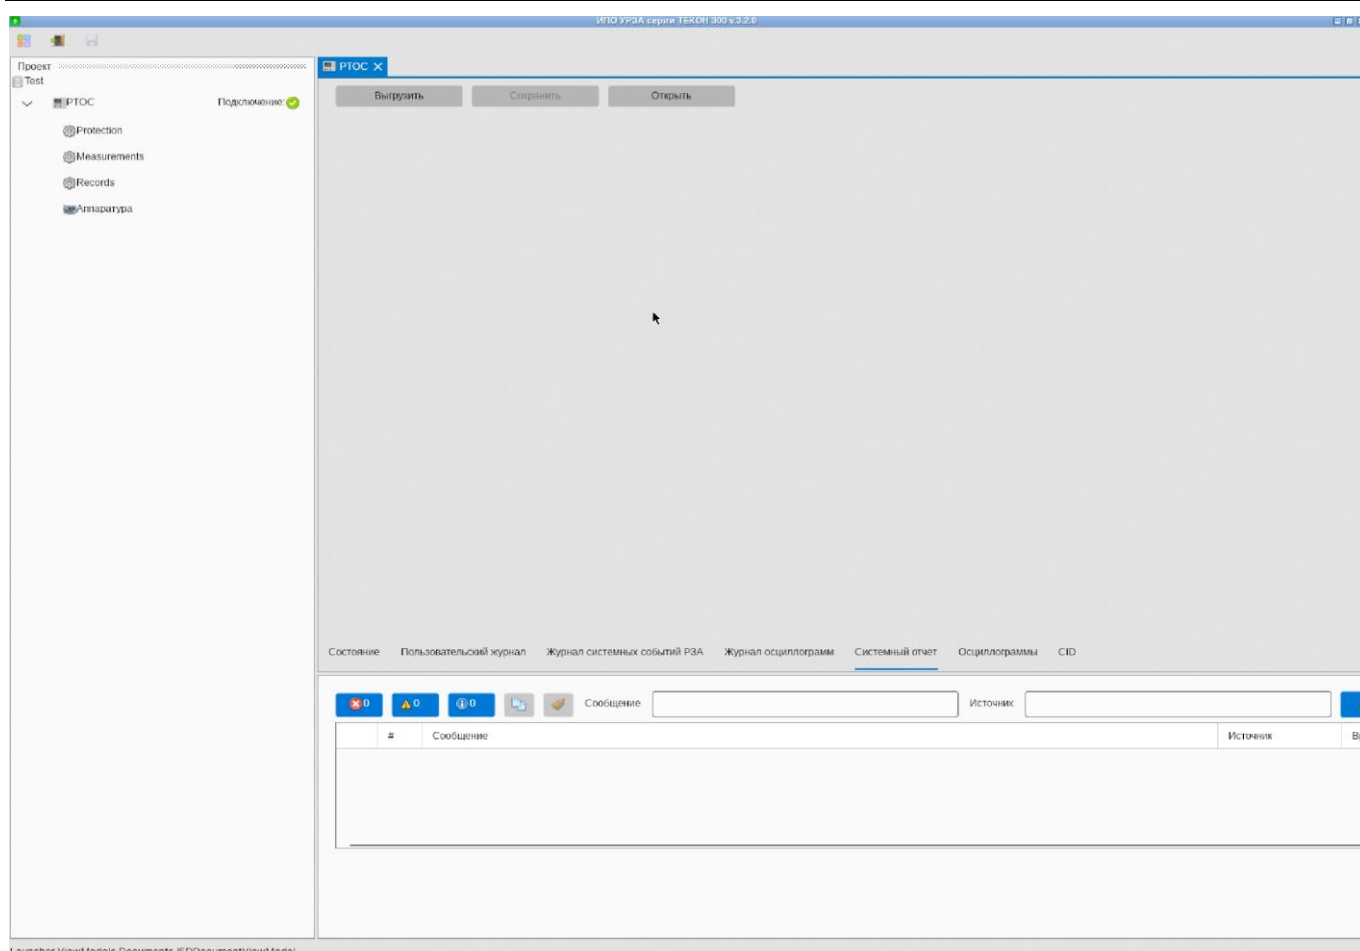 ИПО УРЗА серии ТЕКОН 300 v.3.2.0
Проект
Test
РТОС Подключение:
Protection
Measurements
Records
Аппаратура
РТОС
Выгрузить Сохранить Открыть
Состояние Пользовательский журнал Журнал системных событий РЗА Журнал осциллограмм Системный отчет Осциллограммы CID
0 0 0 Сообщение Источник
# Сообщение Источник